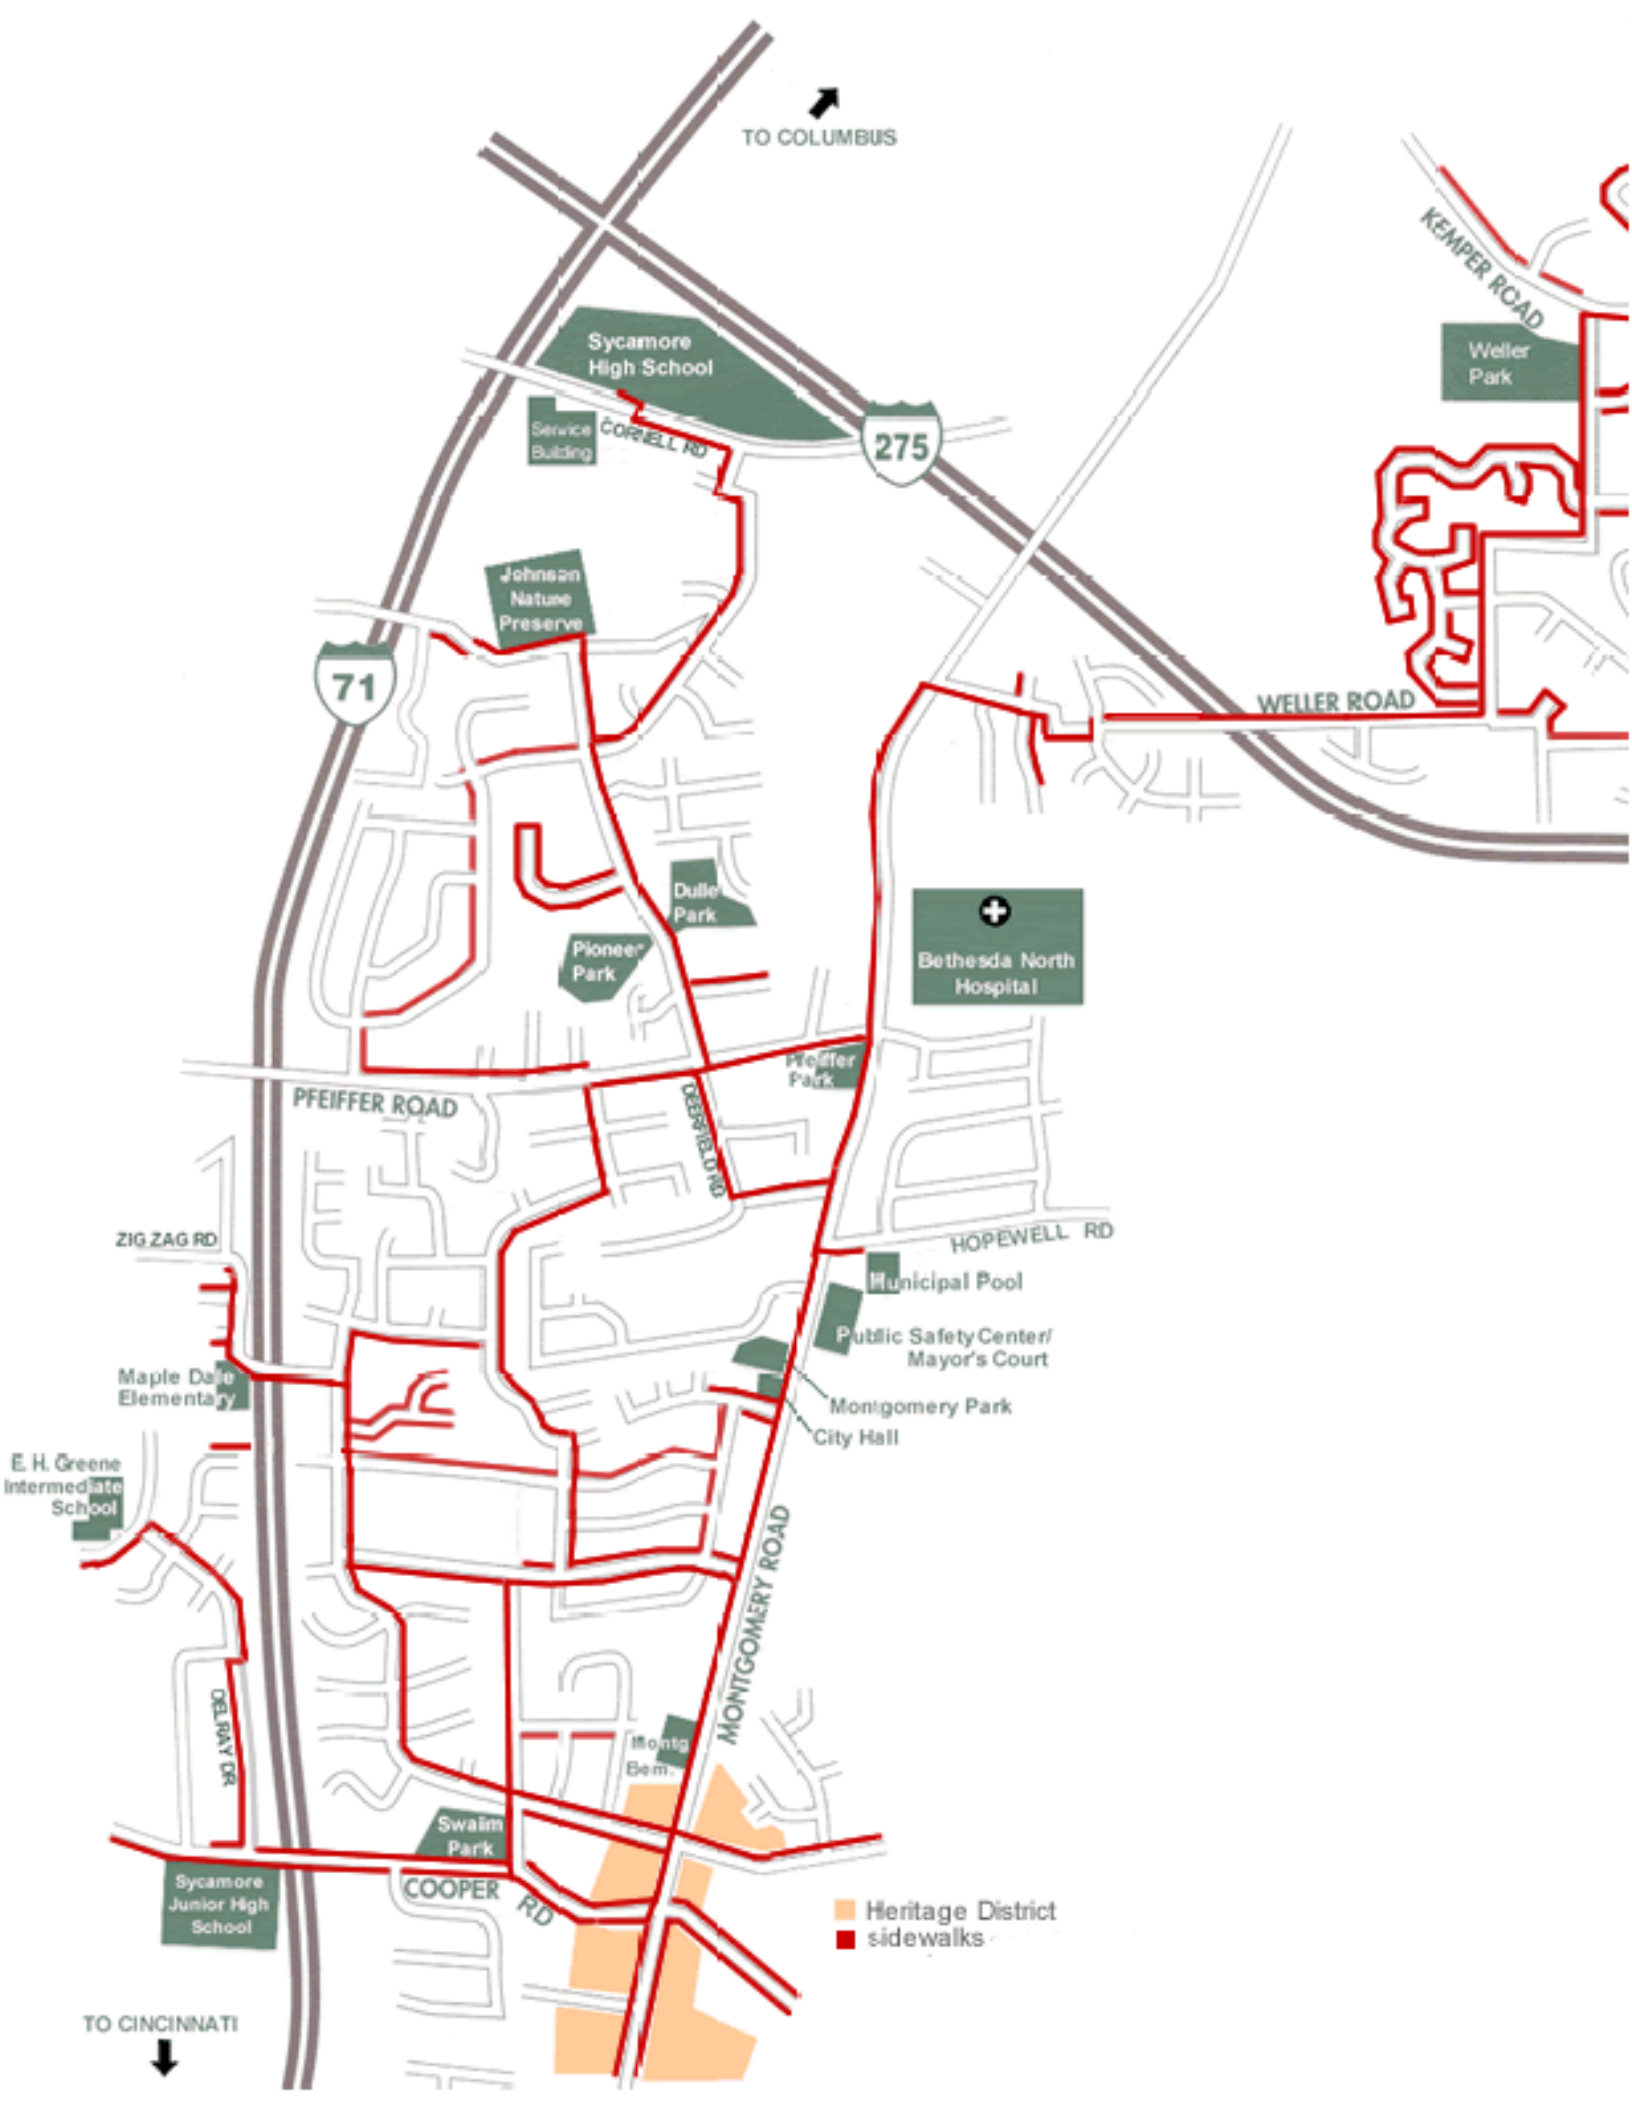 TO COLUMBUS
KEMPER ROAD
Sycamore
High School
Weller
Park
Service
Building
CORNELL RD
275
Johnson
Nature
Preserve
71
WELLER ROAD
Dulle
Park
Pioneer
Park
Bethesda North
Hospital
Pfeiffer
Park
PFEIFFER ROAD
DEERFIELD RD
ZIG ZAG RD
HOPEWELL RD
Municipal Pool
Public Safety Center/
Mayor's Court
Maple Dale
Elementary
Montgomery Park
City Hall
E. H. Greene
Intermediate
School
MONTGOMERY ROAD
DELRAY DR
Montg
Elem.
Swaim
Park
Sycamore
Junior High
School
COOPER RD
Heritage District
sidewalks
TO CINCINNATI